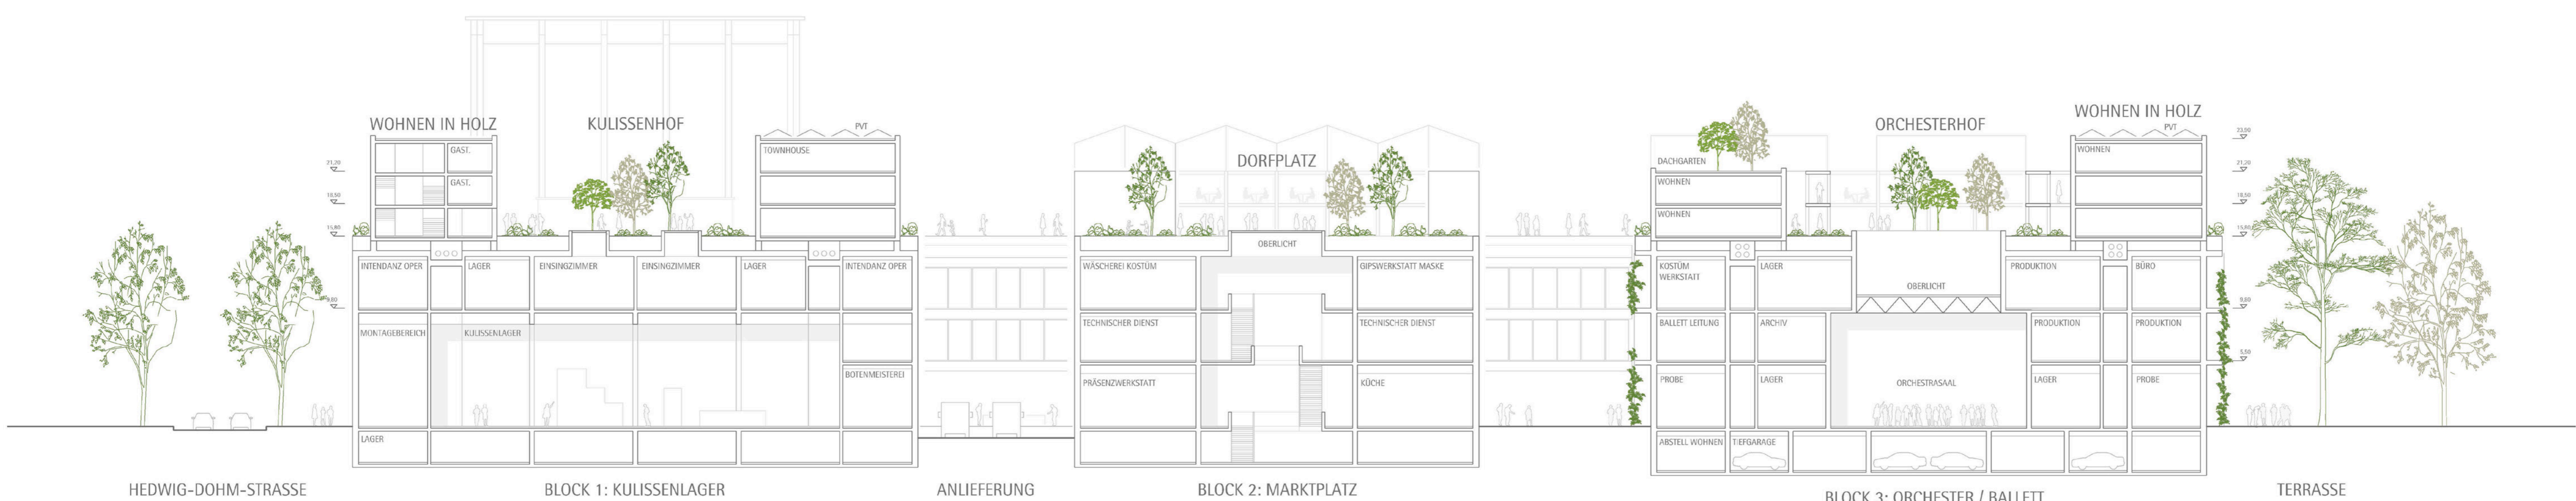 WOHNEN IN HOLZ
KULISSENHOF
PVT
GAST.
TOWNHOUSE
GAST.
21,20
18,50
INTENDANZ OPER
LAGER
EINSINGZIMMER
EINSINGZIMMER
LAGER
INTENDANZ OPER
9,80
MONTAGEBEREICH
KULISSENLAGER
BOTENMEISTEREI
LAGER
DORFPLATZ
OBERLICHT
WÄSCHEREI KOSTÜM
GIPSWERKSTATT MASKE
TECHNISCHER DIENST
TECHNISCHER DIENST
PRÄSENZWERKSTATT
KÜCHE
ORCHESTERHOF
WOHNEN IN HOLZ
PVT
DACHGARTEN
WOHNEN
WOHNEN
WOHNEN
23,90
21,20
18,50
KOSTÜM
WERKSTATT
LAGER
OBERLICHT
PRODUKTION
BÜRO
9,80
BALLETT LEITUNG
ARCHIV
PRODUKTION
PRODUKTION
5,50
PROBE
LAGER
ORCHESTRASAAL
LAGER
PROBE
ABSTELL WOHNEN
TIEFGARAGE
HEDWIG-DOHM-STRASSE
BLOCK 1: KULISSENLAGER
ANLIEFERUNG
BLOCK 2: MARKTPLATZ
BLOCK 3: ORCHESTER / BALLETT
TERRASSE